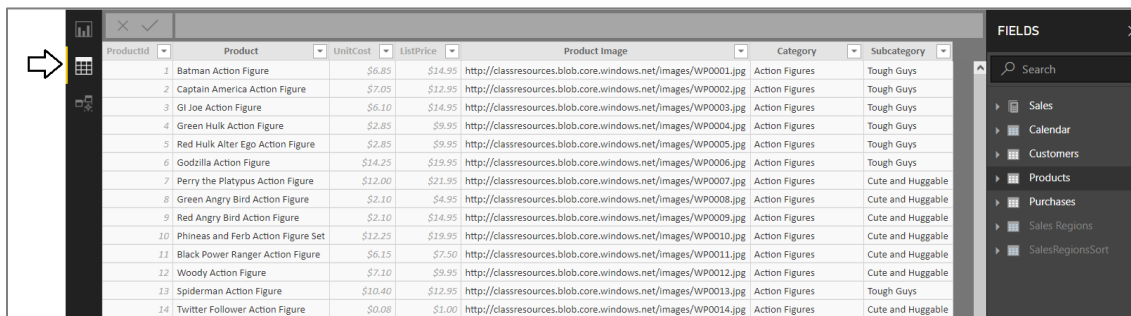 FIELDS
ProductId Product UnitCost ListPrice Product Image Category Subcategory
1 Batman Action Figure $6.85 $14.95 http://classresources.blob.core.windows.net/images/WP0001.jpg Action Figures Tough Guys
2 Captain America Action Figure $7.05 $12.95 http://classresources.blob.core.windows.net/images/WP0002.jpg Action Figures Tough Guys
3 GI Joe Action Figure $6.10 $14.95 http://classresources.blob.core.windows.net/images/WP0003.jpg Action Figures Tough Guys
4 Green Hulk Action Figure $2.85 $9.95 http://classresources.blob.core.windows.net/images/WP0004.jpg Action Figures Tough Guys
5 Red Hulk Alter Ego Action Figure $2.85 $9.95 http://classresources.blob.core.windows.net/images/WP0005.jpg Action Figures Tough Guys
6 Godzilla Action Figure $14.25 $19.95 http://classresources.blob.core.windows.net/images/WP0006.jpg Action Figures Tough Guys
7 Perry the Platypus Action Figure $12.00 $21.95 http://classresources.blob.core.windows.net/images/WP0007.jpg Action Figures Cute and Huggable
8 Green Angry Bird Action Figure $2.10 $4.95 http://classresources.blob.core.windows.net/images/WP0008.jpg Action Figures Cute and Huggable
9 Red Angry Bird Action Figure $2.10 $14.95 http://classresources.blob.core.windows.net/images/WP0009.jpg Action Figures Cute and Huggable
10 Phineas and Ferb Action Figure Set $12.25 $19.95 http://classresources.blob.core.windows.net/images/WP0010.jpg Action Figures Cute and Huggable
11 Black Power Ranger Action Figure $6.15 $7.50 http://classresources.blob.core.windows.net/images/WP0011.jpg Action Figures Cute and Huggable
12 Woody Action Figure $7.10 $9.95 http://classresources.blob.core.windows.net/images/WP0012.jpg Action Figures Cute and Huggable
13 Spiderman Action Figure $10.40 $12.95 http://classresources.blob.core.windows.net/images/WP0013.jpg Action Figures Tough Guys
14 Twitter Follower Action Figure $0.08 $1.00 http://classresources.blob.core.windows.net/images/WP0014.jpg Action Figures Cute and Huggable
Search
Sales
Calendar
Customers
Products
Purchases
Sales Regions
SalesRegionsSort